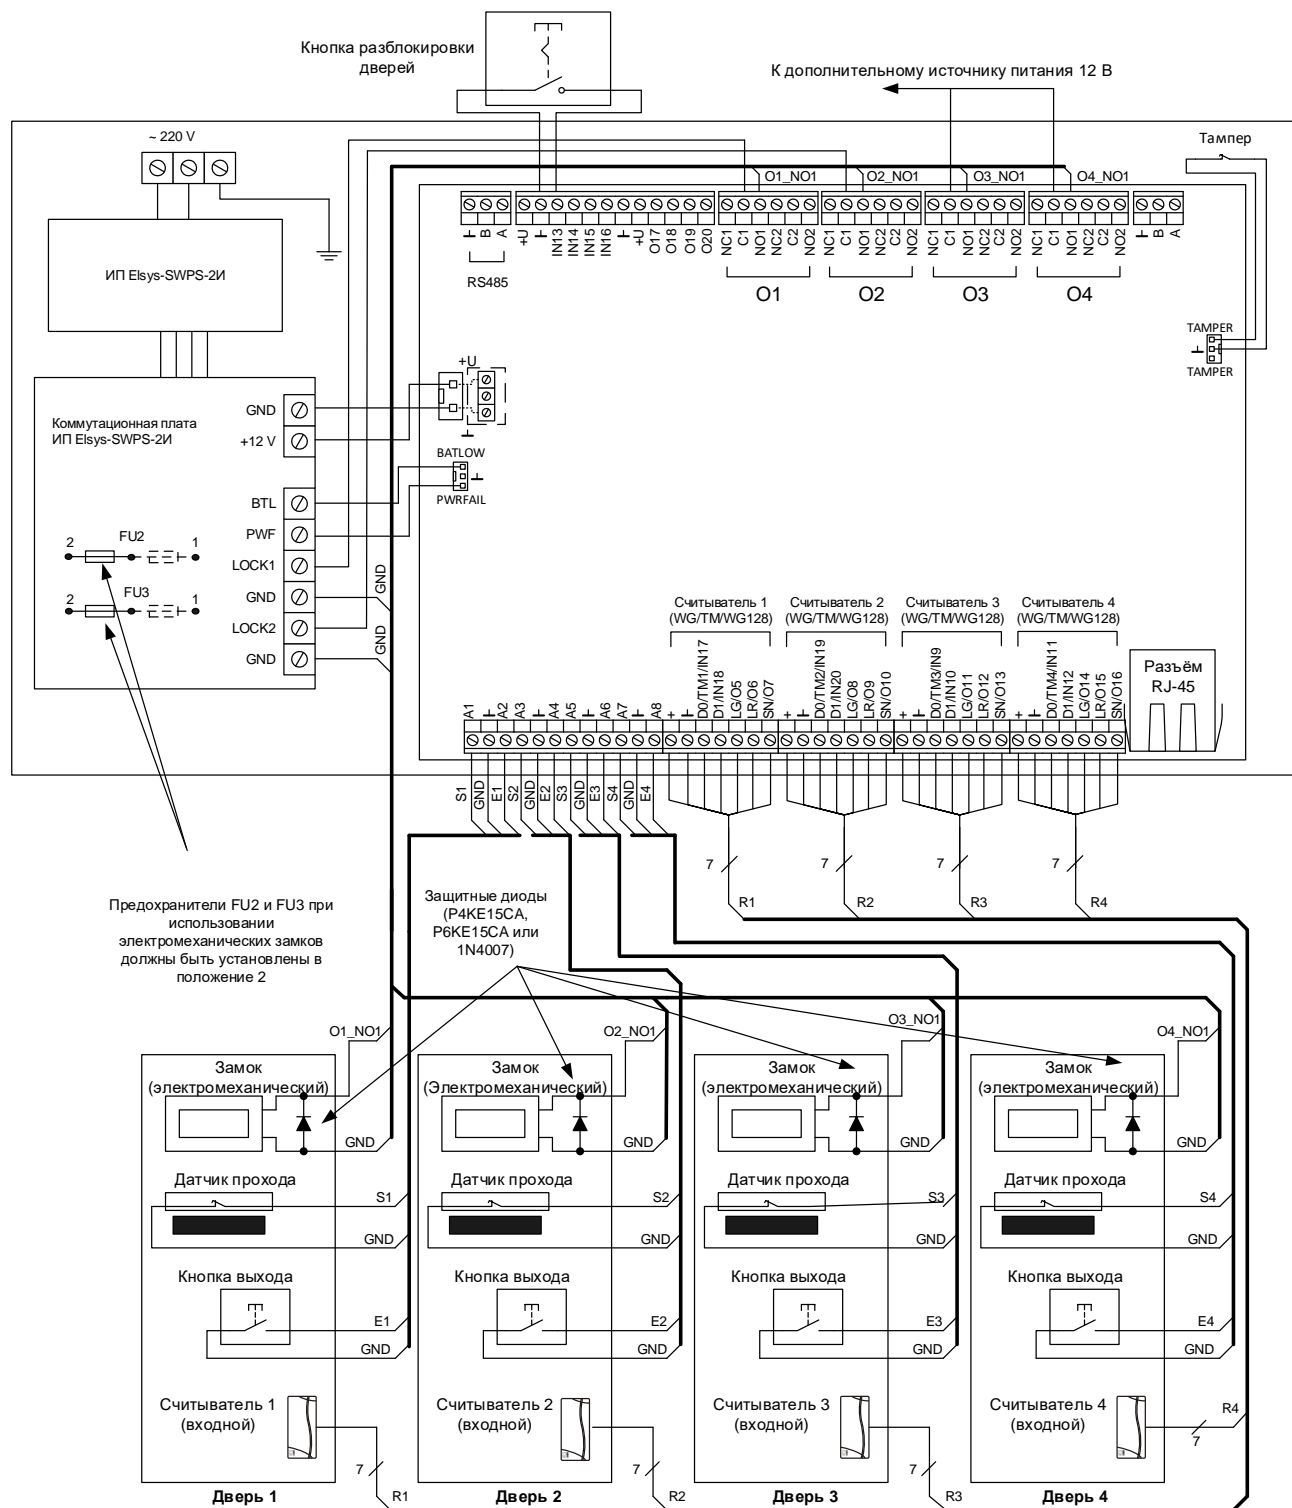 Кнопка разблокировки
дверей
К дополнительному источнику питания 12 В
~ 220 V
Тампер
O1_NO1
O2_NO1
O3_NO1
O4_NO1
B
A
+U
IN13
IN14
IN15
IN16
+U
O17
O18
O19
O20
NC1
C1
NO1
NC2
C2
NO2
NC1
C1
NO1
NC2
C2
NO2
NC1
C1
NO1
NC2
C2
NO2
NC1
C1
NO1
NC2
C2
NO2
B
A
RS485
O1
O2
O3
O4
ИП Elsys-SWPS-2И
TAMPER
TAMPER
+U
Коммутационная плата
ИП Elsys-SWPS-2И
GND
+12 V
BTL
PWF
LOCK1
GND
LOCK2
GND
BATLOW
PWRFAIL
2
FU2
1
2
FU3
1
GND
GND
Считыватель 1
(WG/TM/WG128)
Считыватель 2
(WG/TM/WG128)
Считыватель 3
(WG/TM/WG128)
Считыватель 4
(WG/TM/WG128)
Разъём
RJ-45
A1
A2
A3
A4
A5
A6
A7
A8
+
D0/TM1/IN17
D1/IN18
LG/O5
LR/O6
SN/O7
+
D0/TM2/IN19
D1/IN20
LG/O8
LR/O9
SN/O10
+
D0/TM3/IN9
D1/IN10
LG/O11
LR/O12
SN/O13
+
D0/TM4/IN11
D1/IN12
LG/O14
LR/O15
SN/O16
S1
GND
E1
S2
GND
E2
S3
GND
E3
S4
GND
E4
7
7
7
7
R1
R2
R3
R4
Предохранители FU2 и FU3 при
использовании
электромеханических замков
должны быть установлены в
положение 2
Защитные диоды
(P4KE15CA,
P6KE15CA или
1N4007)
O1_NO1
O2_NO1
O3_NO1
O4_NO1
Замок
(электромеханический)
Замок
(Электромеханический)
Замок
(электромеханический)
Замок
(электромеханический)
GND
GND
GND
GND
Датчик прохода
Датчик прохода
Датчик прохода
Датчик прохода
S1
S2
S3
S4
GND
GND
GND
GND
Кнопка выхода
Кнопка выхода
Кнопка выхода
Кнопка выхода
E1
E2
E3
E4
GND
GND
GND
GND
Считыватель 1
(входной)
Считыватель 2
(входной)
Считыватель 3
(входной)
Считыватель 4
(входной)
R4
7
7
7
7
R1
R2
R3
Дверь 1
Дверь 2
Дверь 3
Дверь 4